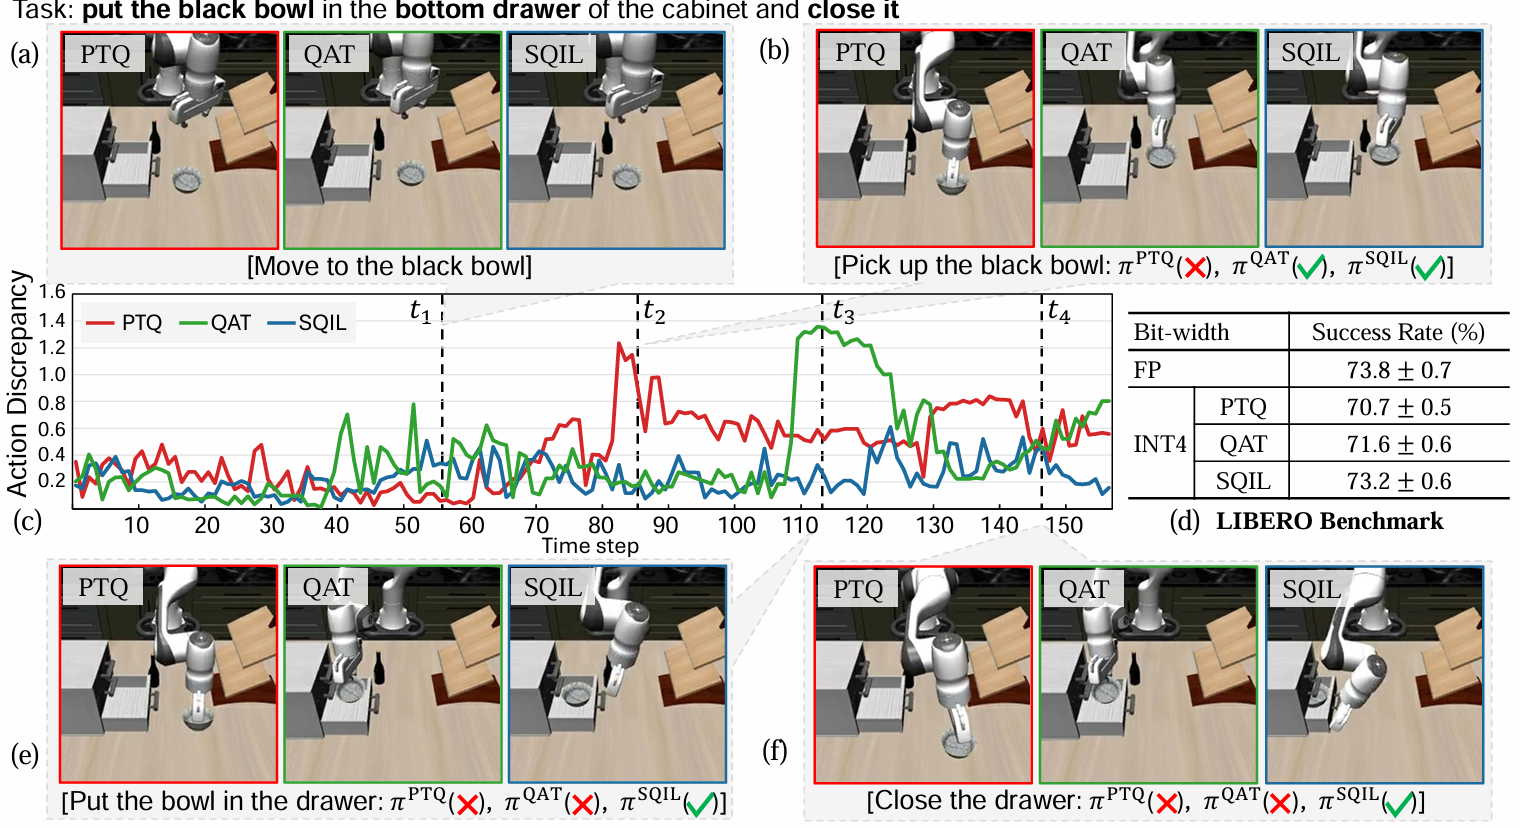 Task: put the black bowl in the bottom drawer of the cabinet and close it
(a)
PTQ
QAT
SQIL
[Move to the black bowl]
(b)
PTQ
QAT
SQIL
[Pick up the black bowl: π^PTQ(❌), π^QAT(✓), π^SQIL(✓)]
Action Discrepancy
1.6
1.4
1.2
1.0
0.8
0.6
0.4
0.2
PTQ QAT SQIL
t₁
t₂
t₃
t₄
10 20 30 40 50 60 70 80 90 100 110 120 130 140 150
Time step
(c)
Bit-width Success Rate (%)
FP 73.8 ± 0.7
INT4
PTQ 70.7 ± 0.5
QAT 71.6 ± 0.6
SQIL 73.2 ± 0.6
(d) LIBERO Benchmark
(e)
PTQ
QAT
SQIL
[Put the bowl in the drawer: π^PTQ(❌), π^QAT(❌), π^SQIL(✓)]
(f)
PTQ
QAT
SQIL
[Close the drawer: π^PTQ(❌), π^QAT(❌), π^SQIL(✓)]